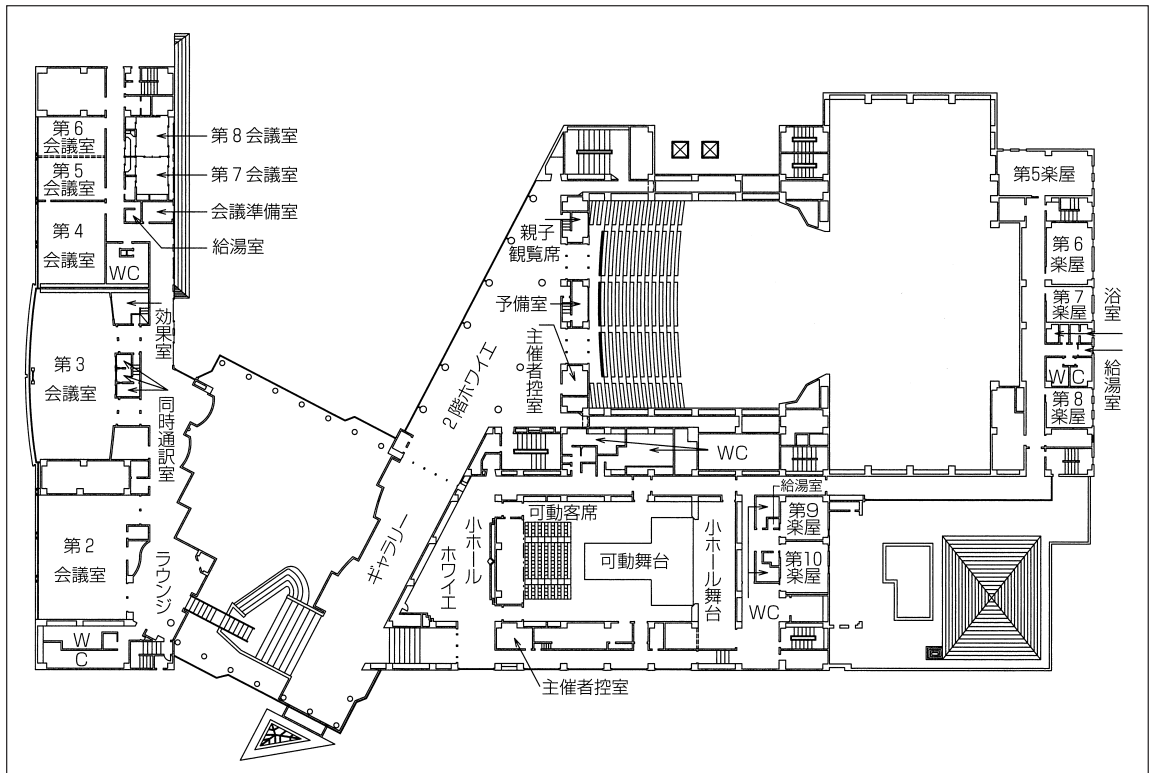 第6
会議室
第5
会議室
第4
会議室
第8会議室
第7会議室
会議準備室
給湯室
WC
効果室
第3
会議室
同時通訳室
第2
会議室
ラウンジ
W
C
親子
観覧席
予備室
主催者控室
2階ホワイエ
ギャラリー
WC
第5楽屋
第6
楽屋
第7
楽屋
浴室
WC
給湯室
第8
楽屋
小ホール
ホワイエ
可動客席
可動舞台
小ホール舞台
給湯室
第9
楽屋
第10
楽屋
WC
主催者控室